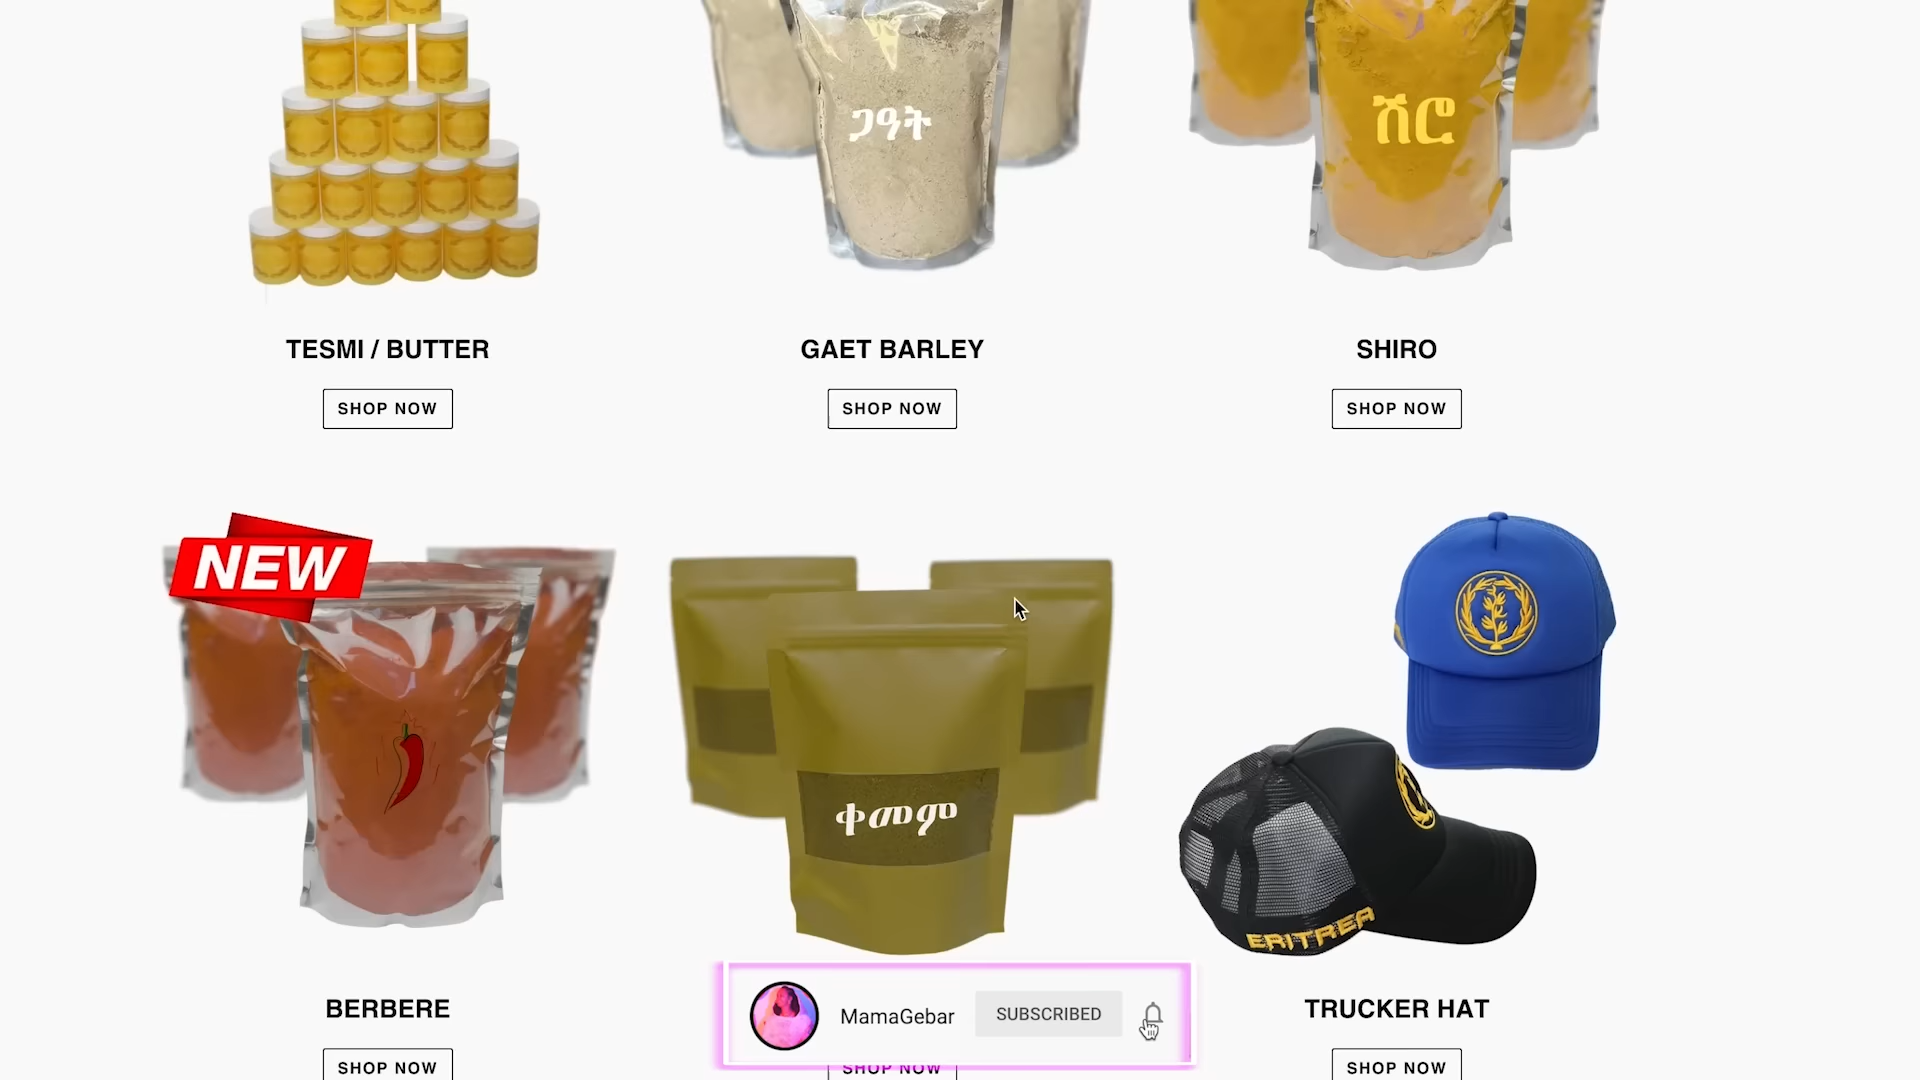 ጋዓት
ሽሮ
TESMI / BUTTER
GAET BARLEY
SHIRO
SHOP NOW
SHOP NOW
SHOP NOW
NEW
ቀመም
ERITREA
BERBERE
TRUCKER HAT
MamaGebar
SUBSCRIBED
SHOP NOW
SHOP NOW
SHOP NOW